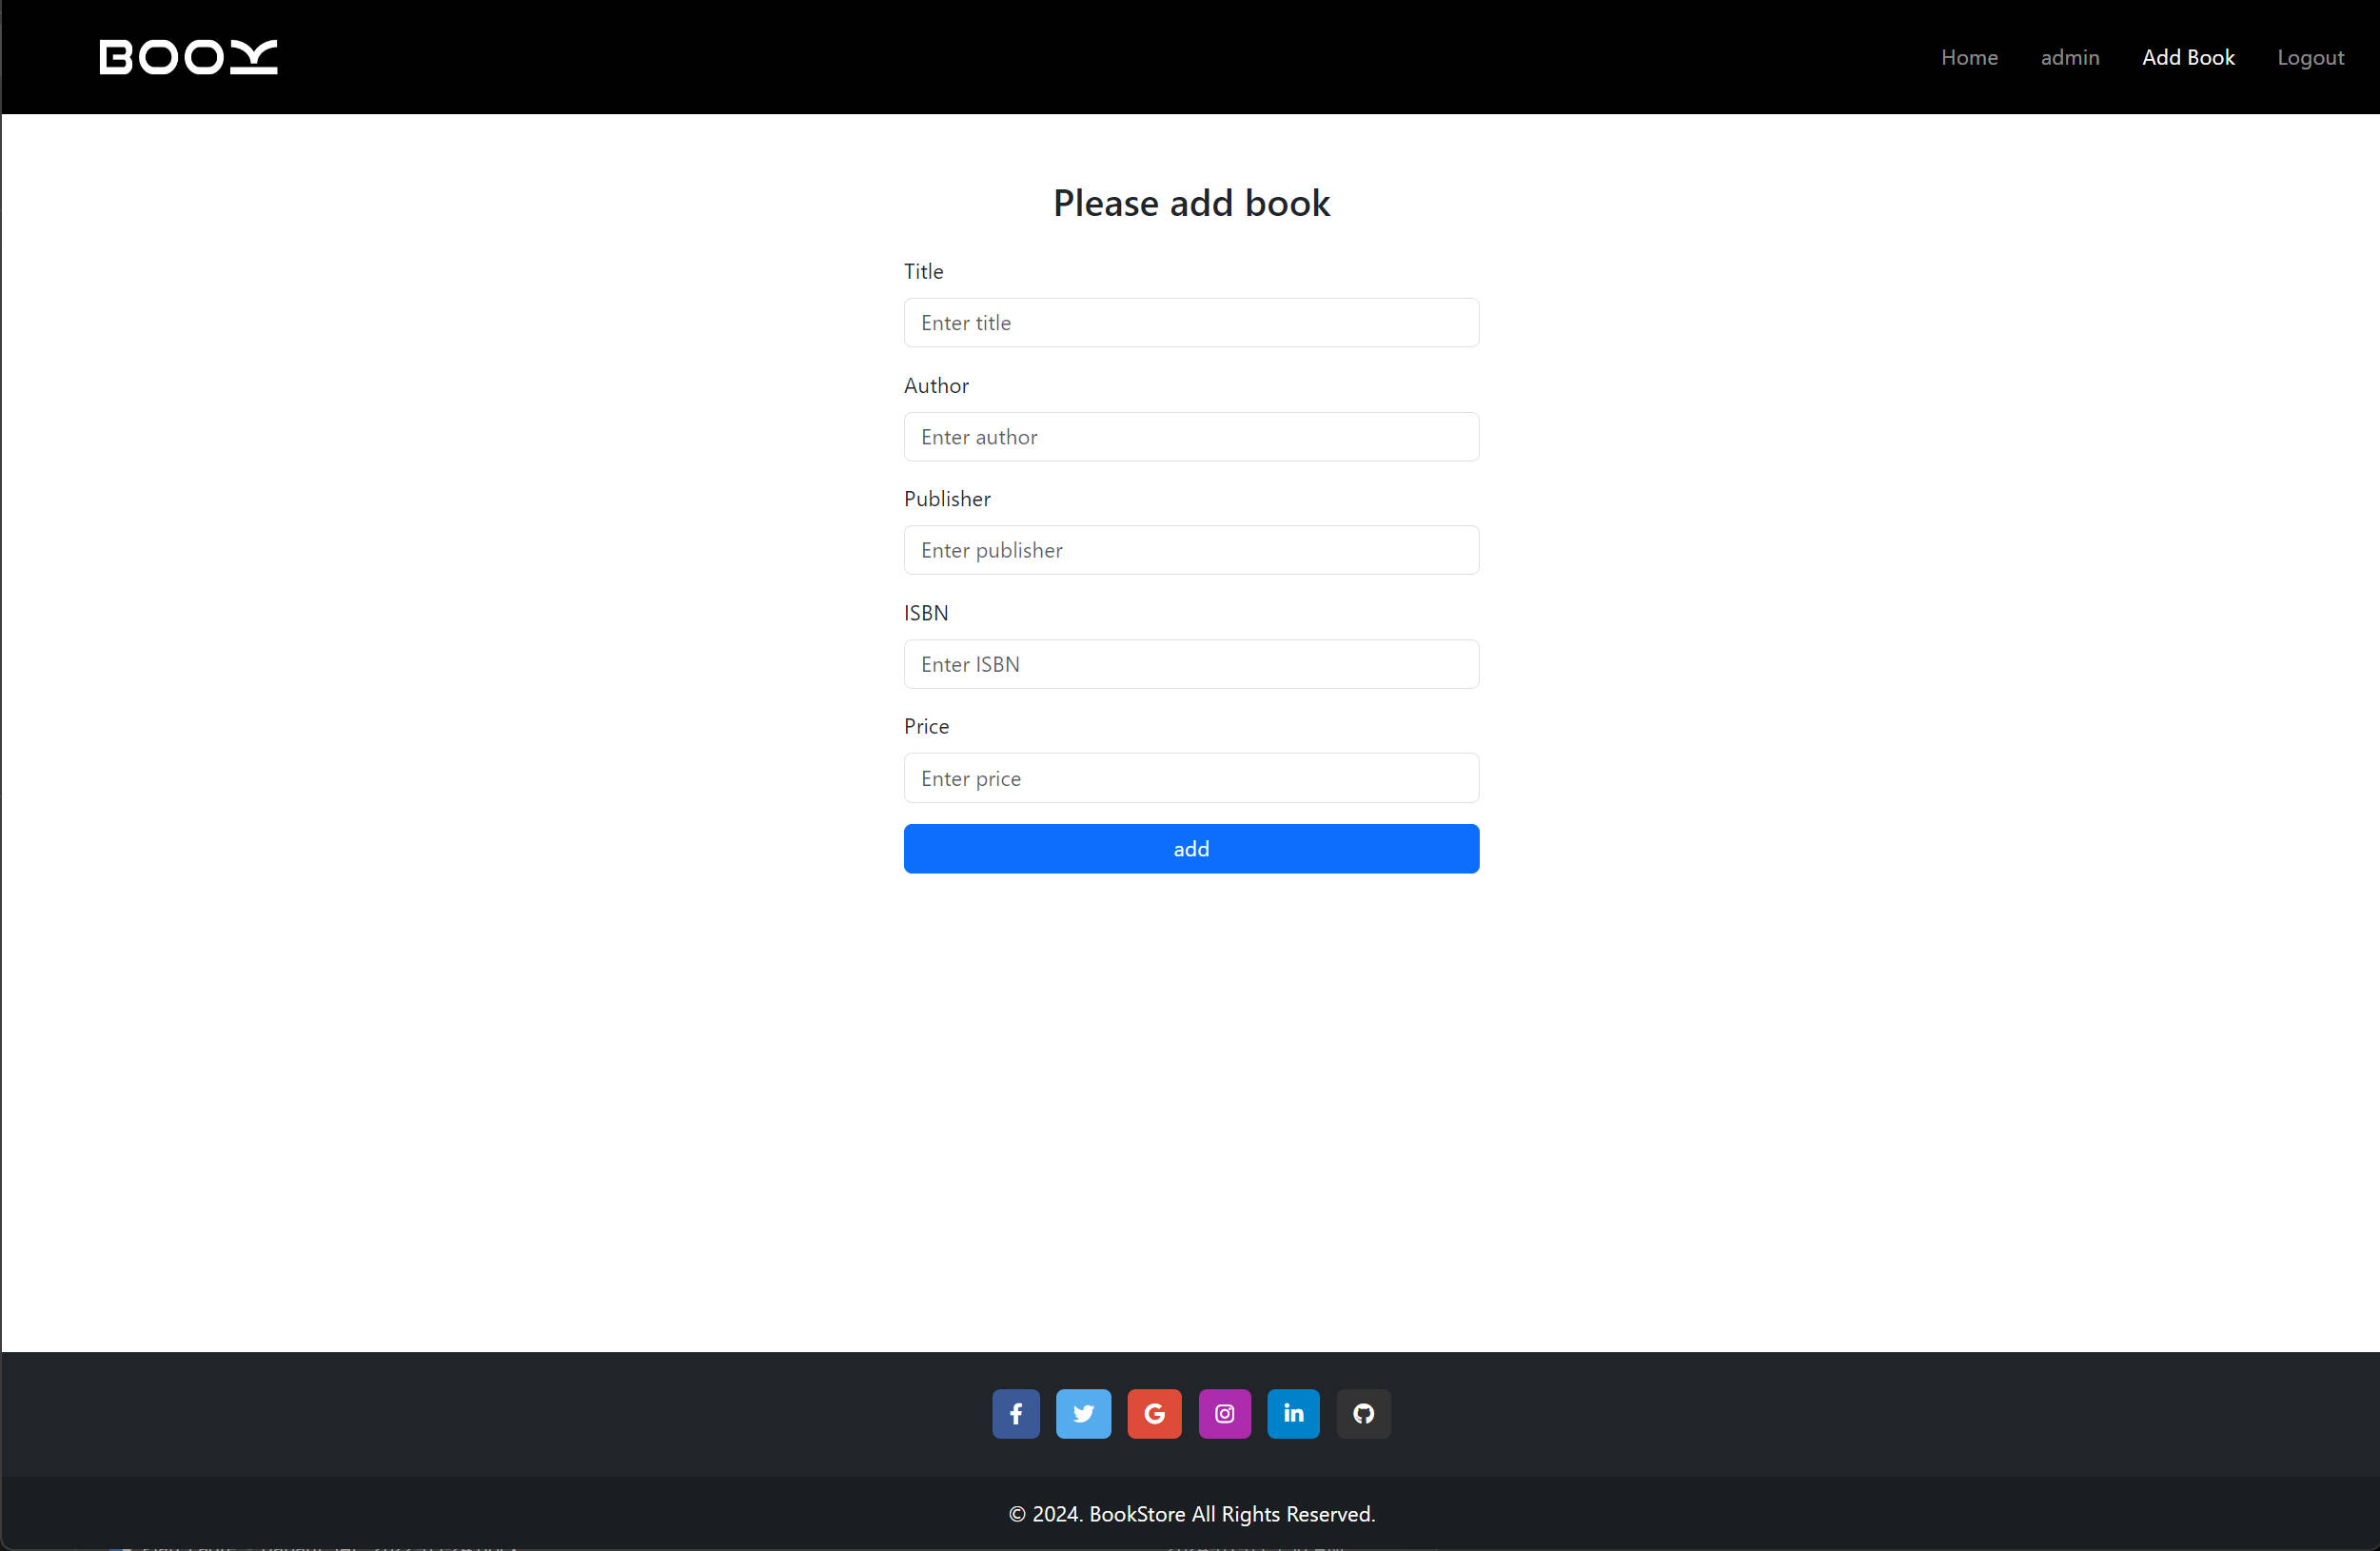 BOOK
Home admin Add Book Logout
Please add book
Title
Enter title
Author
Enter author
Publisher
Enter publisher
ISBN
Enter ISBN
Price
Enter price
add
© 2024. BookStore All Rights Reserved.